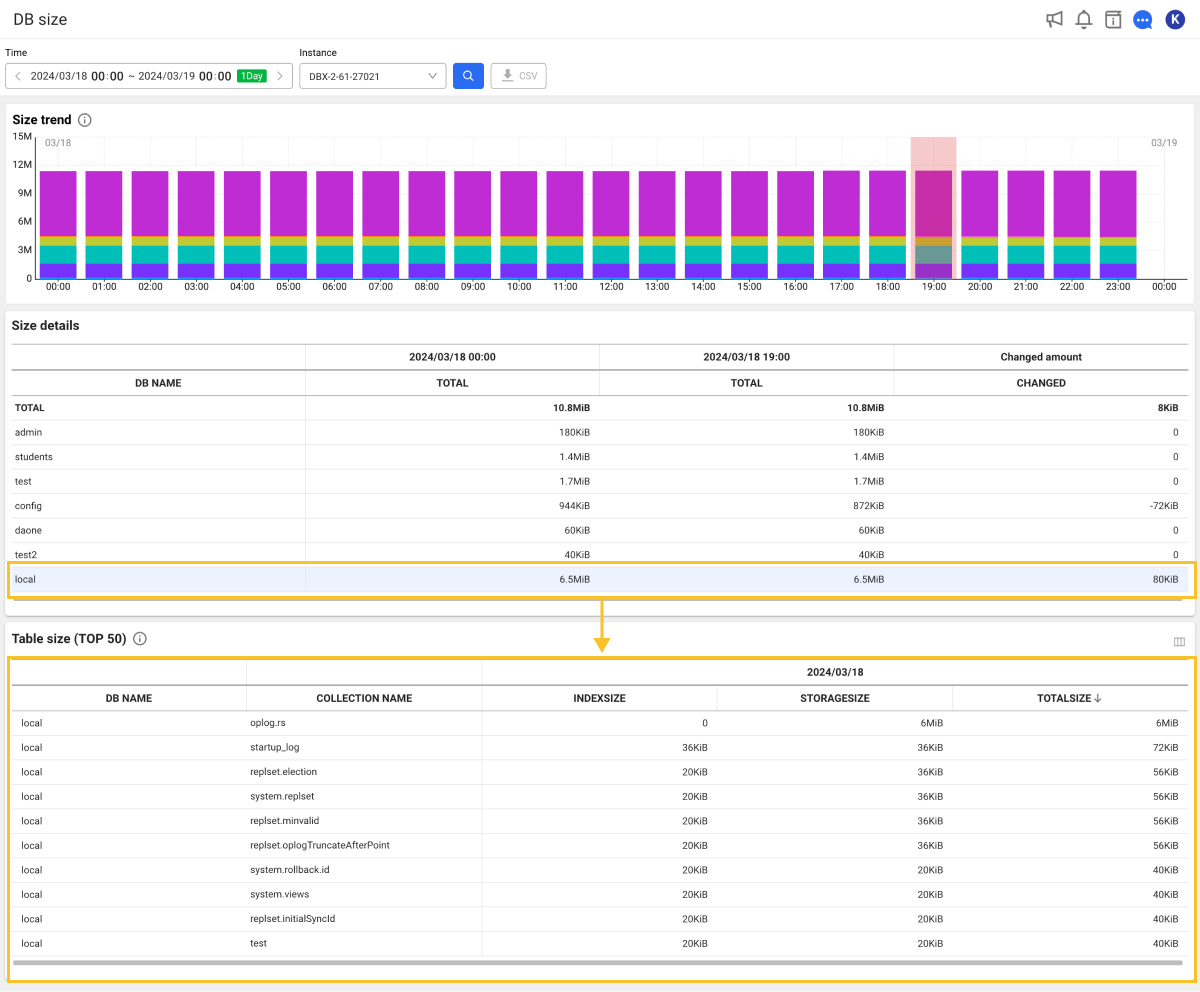 DB size
K
Time
Instance
2024/03/18 00:00 ~ 2024/03/19 00:00 1Day
DBX-2-61-27021
CSV
Size trend
15M
12M
9M
6M
3M
0
03/18
03/19
00:00 01:00 02:00 03:00 04:00 05:00 06:00 07:00 08:00 09:00 10:00 11:00 12:00 13:00 14:00 15:00 16:00 17:00 18:00 19:00 20:00 21:00 22:00 23:00 00:00
Size details
2024/03/18 00:00 2024/03/18 19:00 Changed amount
DB NAME TOTAL TOTAL CHANGED
TOTAL 10.8MiB 10.8MiB 8KiB
admin 180KiB 180KiB 0
students 1.4MiB 1.4MiB 0
test 1.7MiB 1.7MiB 0
config 944KiB 872KiB -72KiB
daone 60KiB 60KiB 0
test2 40KiB 40KiB 0
local 6.5MiB 6.5MiB 80KiB
Table size (TOP 50)
2024/03/18
DB NAME COLLECTION NAME INDEXSIZE STORAGESIZE TOTALSIZE
local oplog.rs 0 6MiB 6MiB
local startup_log 36KiB 36KiB 72KiB
local replset.election 20KiB 36KiB 56KiB
local system.replset 20KiB 36KiB 56KiB
local replset.minvalid 20KiB 36KiB 56KiB
local replset.oplogTruncateAfterPoint 20KiB 36KiB 56KiB
local system.rollback.id 20KiB 20KiB 40KiB
local system.views 20KiB 20KiB 40KiB
local replset.initialSyncId 20KiB 20KiB 40KiB
local test 20KiB 20KiB 40KiB